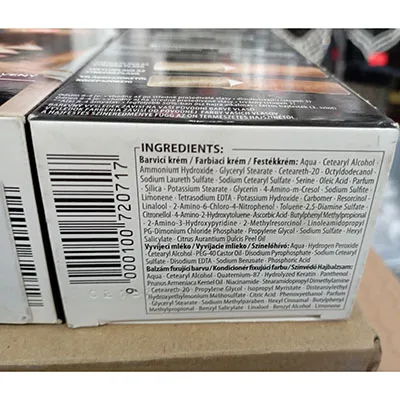 INGREDIENTS:
Barvicí krém / Farbiaci krém / Festékkrém: Aqua · Cetearyl Alcohol
Ammonium Hydroxide · Glyceryl Stearate · Ceteareth-20 · Octyldodecanol
Sodium Laureth Sulfate · Sodium Cetearyl Sulfate · Serine · Oleic Acid · Parfum
· Silica · Potassium Stearate · Glycerin · 4-Amino-m-Cresol · Sodium Sulfite ·
Limonene · Tetrasodium EDTA · Potassium Hydroxide · Carbomer · Resorcinol
· Linalool · 2-Amino-6-Chloro-4-Nitrophenol · Toluene-2,5-Diamine Sulfate
Citronellol · 4-Amino-2-Hydroxytoluene · Ascorbic Acid · Butylphenyl Methylpropional
· 2-Amino-3-Hydroxypyridine · 2-Methylresorcinol · Linoleamidopropyl
PG-Dimonium Chloride Phosphate · Propylene Glycol · Sodium Sulfate · Hexyl
Cinnamal · Citrus Aurantium Dulcis Peel Oil
Vyvíjecí mléko / Vyvíjacie mlieko / Színelőhívó: Aqua · Hydrogen Peroxide
· Cetearyl Alcohol · PEG-40 Castor Oil · Disodium Pyrophosphate · Sodium Cetearyl
Sulfate · Disodium EDTA · Sodium Benzoate · Phosphoric Acid
Balzám fixující barvu / Kondicionér fixujúci farbu / Színvédő Hajbalzsam:
Aqua · Cetearyl Alcohol · Quaternium-87 · Hydrolyzed Keratin · Panthenol
Prunus Armeniaca Kernel Oil · Niacinamide · Stearamidopropyl Dimethylamine
Ceteareth-20 · Propylene Glycol · Isopropyl Myristate · Distearoylethyl
Hydroxyethylmonium Methosulfate · Citric Acid · Phenoxyethanol · Parfum
Glyceryl Stearate · Sodium Methylparaben · Hexyl Cinnamal · Butylphenyl
Methylpropional · Benzyl Salicylate · Linalool · Benzyl Alcohol · Limonene
9 000100 720717